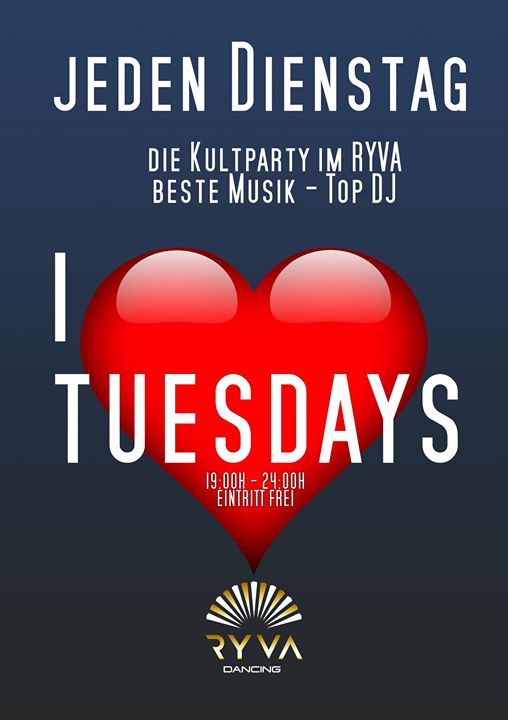 JEDEN DIENSTAG
DIE KULTPARTY IM RYVA
BESTE MUSIK - TOP DJ
I
TUESDAYS
19:00H - 24:00H
EINTRITT FREI
RYVA
DANCING